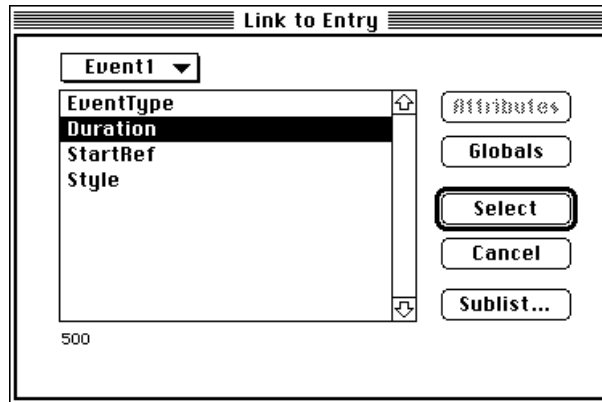 Link to Entry
Event1
EventType
Duration
StartRef
Style
500
Attributes
Globals
Select
Cancel
Sublist...